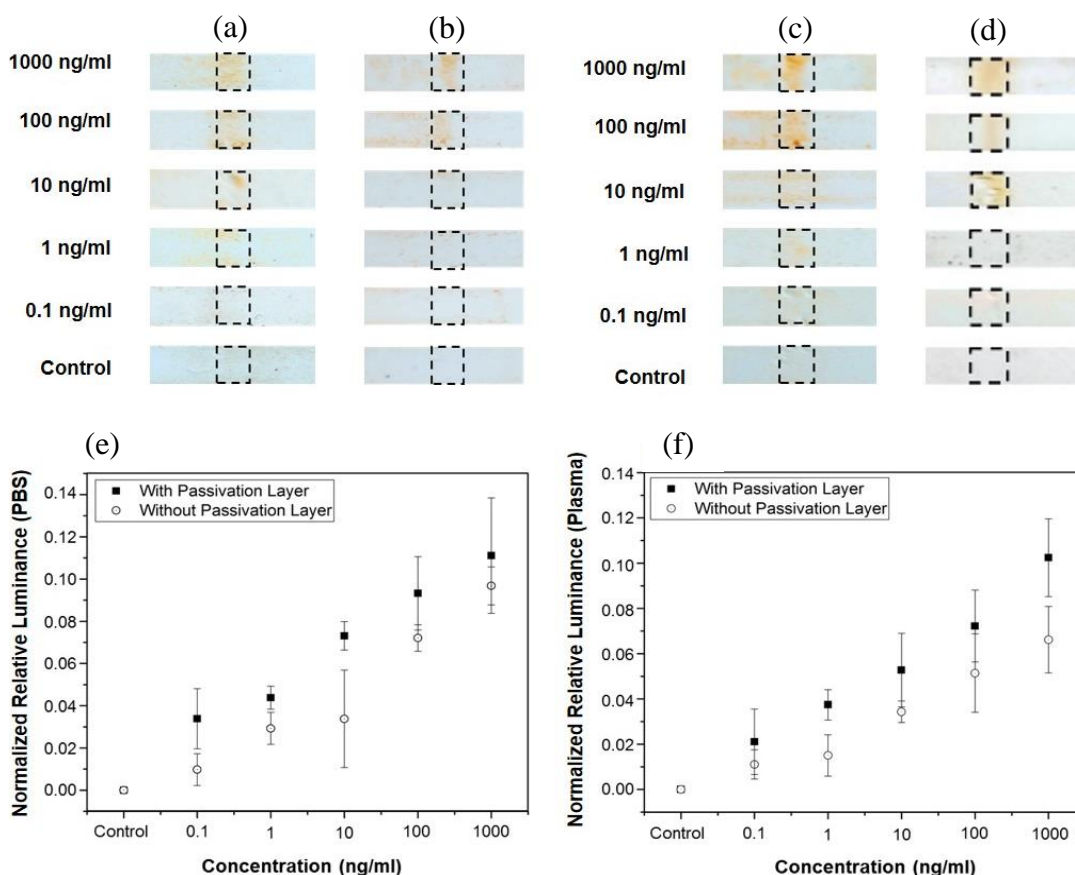 (a) (b) (c) (d)
1000 ng/ml 1000 ng/ml
100 ng/ml 100 ng/ml
10 ng/ml 10 ng/ml
1 ng/ml 1 ng/ml
0.1 ng/ml 0.1 ng/ml
Control Control
(e)
Normalized Relative Luminance (PBS)
With Passivation Layer
Without Passivation Layer
0.14
0.12
0.10
0.08
0.06
0.04
0.02
0.00
Control 0.1 1 10 100 1000
Concentration (ng/ml)
(f)
Normalized Relative Luminance (Plasma)
With Passivation Layer
Without Passivation Layer
0.14
0.12
0.10
0.08
0.06
0.04
0.02
0.00
Control 0.1 1 10 100 1000
Concentration (ng/ml)